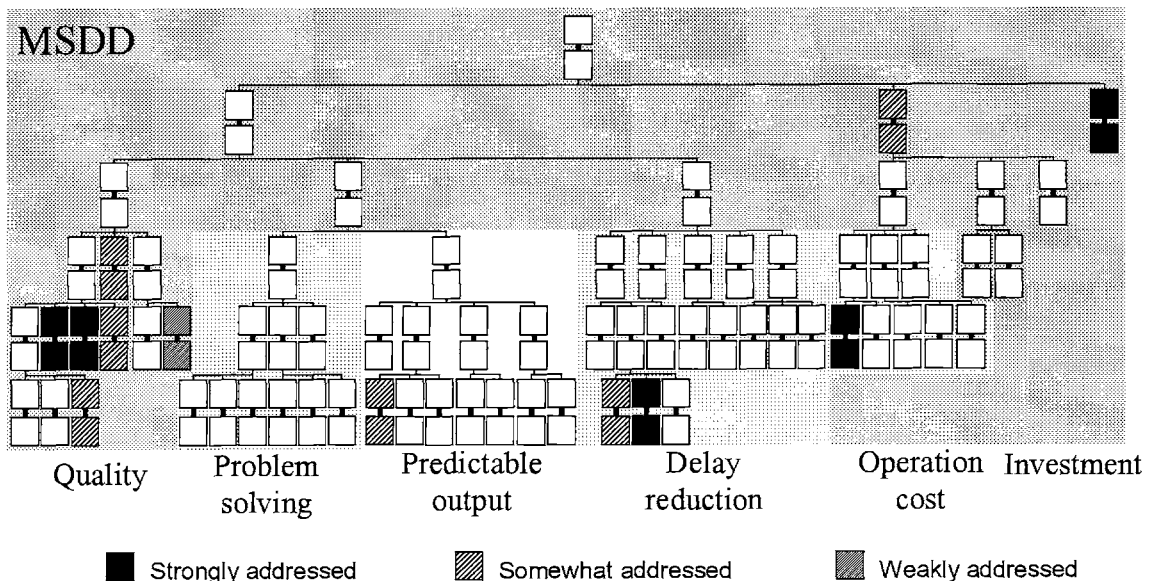 MSDD
Quality
Problem
solving
Predictable
output
Delay
reduction
Operation
cost
Investment
Strongly addressed
Somewhat addressed
Weakly addressed